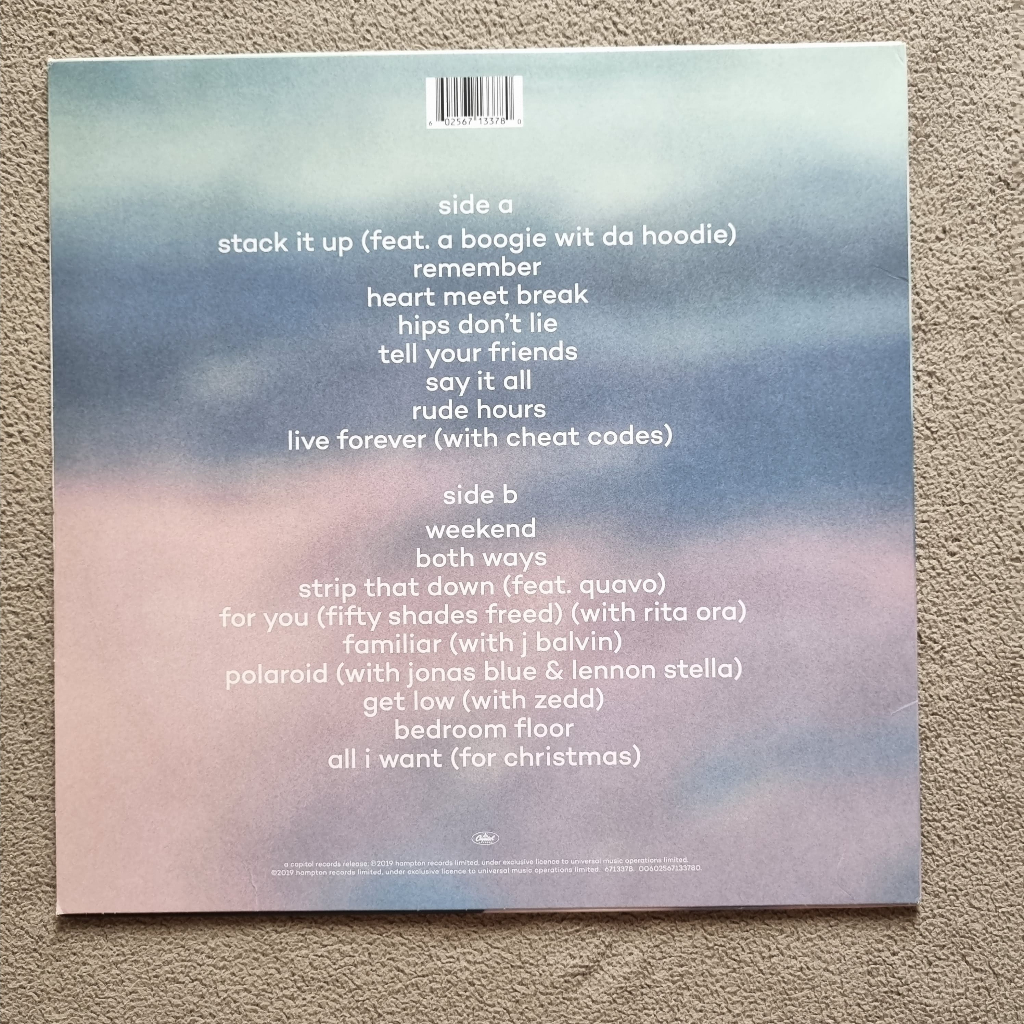 6 02567 13378 0
side a
stack it up (feat. a boogie wit da hoodie)
remember
heart meet break
hips don't lie
tell your friends
say it all
rude hours
live forever (with cheat codes)
side b
weekend
both ways
strip that down (feat. quavo)
for you (fifty shades freed) (with rita ora)
familiar (with j balvin)
polaroid (with jonas blue & lennon stella)
get low (with zedd)
bedroom floor
all i want (for christmas)
Capitol
a capitol records release. ℗2019 hampton records limited, under exclusive licence to universal music operations limited.
©2019 hampton records limited, under exclusive licence to universal music operations limited. 6713378. 00602567133780.